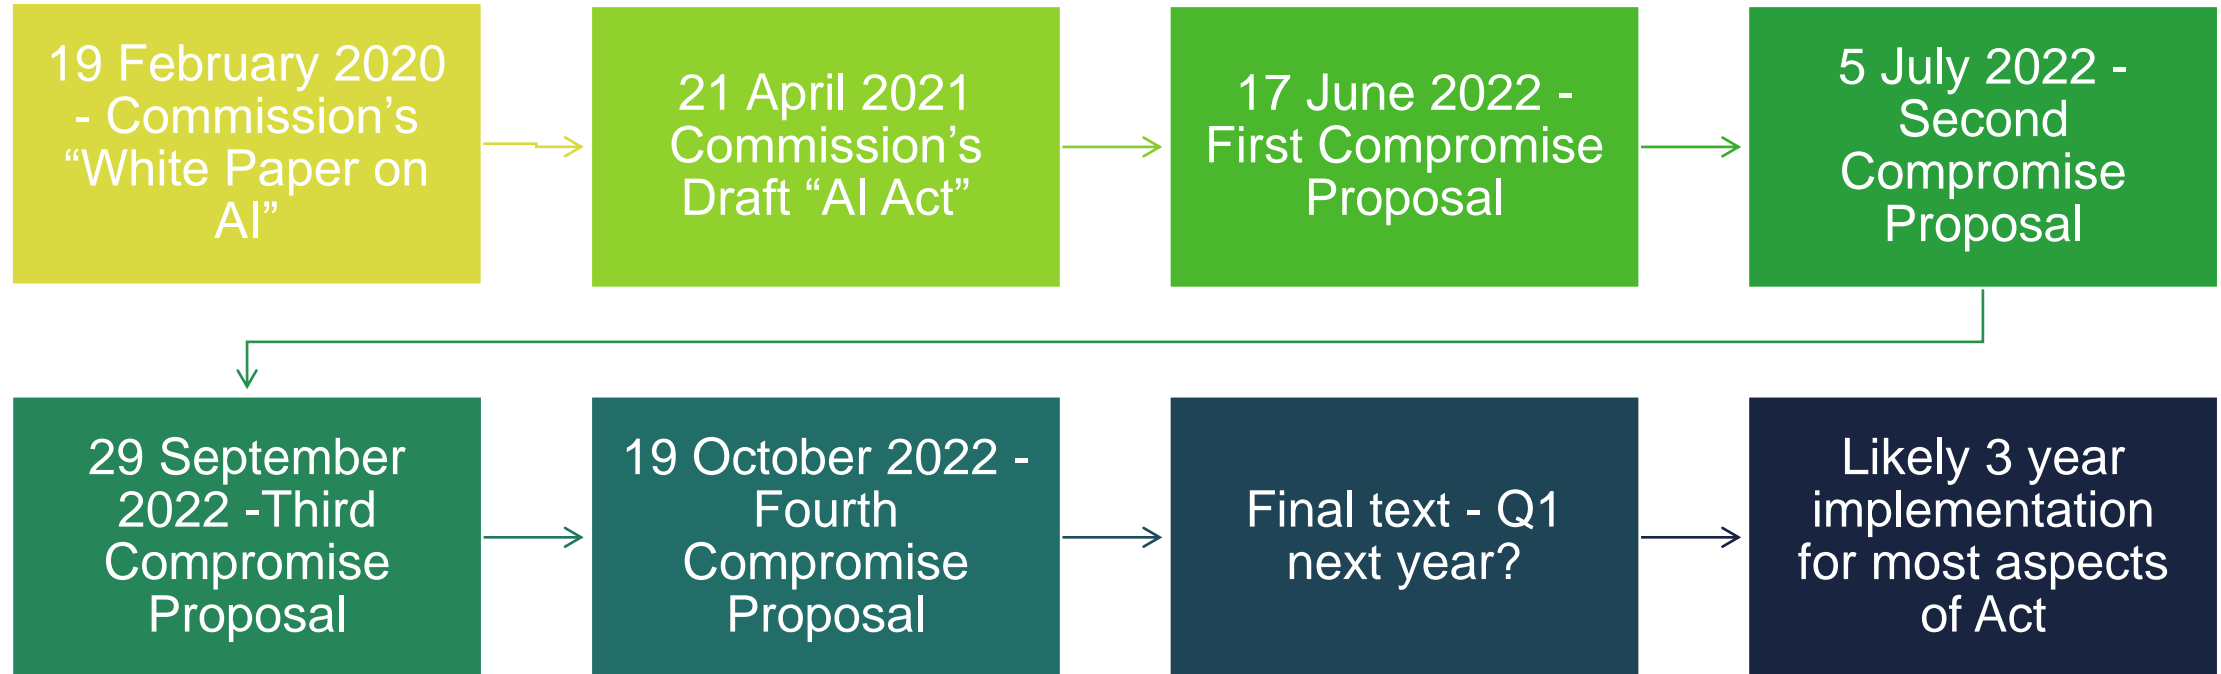 19 February 2020
- Commission’s
“White Paper on
AI”
21 April 2021
Commission’s
Draft “AI Act”
17 June 2022 -
First Compromise
Proposal
5 July 2022 -
Second
Compromise
Proposal
29 September
2022 -Third
Compromise
Proposal
19 October 2022 -
Fourth
Compromise
Proposal
Final text - Q1
next year?
Likely 3 year
implementation
for most aspects
of Act